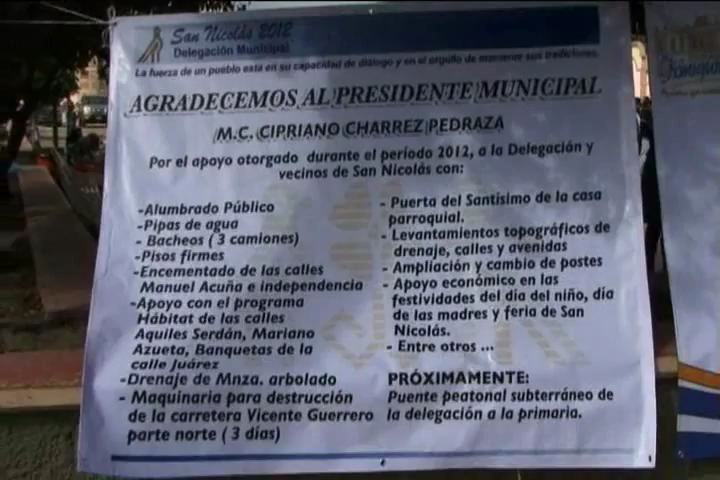 San Nicolás 2012
Delegación Municipal
La fuerza de un pueblo esta en su capacidad de dialogo y en el orgullo de mantener sus tradiciones.
AGRADECEMOS AL PRESIDENTE MUNICIPAL
M.C. CIPRIANO CHARREZ PEDRAZA
Por el apoyo otorgado durante el período 2012, a la Delegación y
vecinos de San Nicolás con:
-Alumbrado Público
-Pipas de agua
- Bacheos ( 3 camiones)
-Pisos firmes
-Encementado de las calles
Manuel Acuña e independencia
-Apoyo con el programa
Hábitat de las calles
Aquiles Serdán, Mariano
Azueta, Banquetas de la
calle Juárez
-Drenaje de Mnza. arbolado
- Maquinaria para destrucción
de la carretera Vicente Guerrero
parte norte ( 3 días)
- Puerta del Santísimo de la casa
parroquial.
- Levantamientos topográficos de
drenaje, calles y avenidas
- Ampliación y cambio de postes
- Apoyo económico en las
festividades del día del niño, día
de las madres y feria de San
Nicolás.
- Entre otros ...
PRÓXIMAMENTE:
Puente peatonal subterráneo de
la delegación a la primaria.